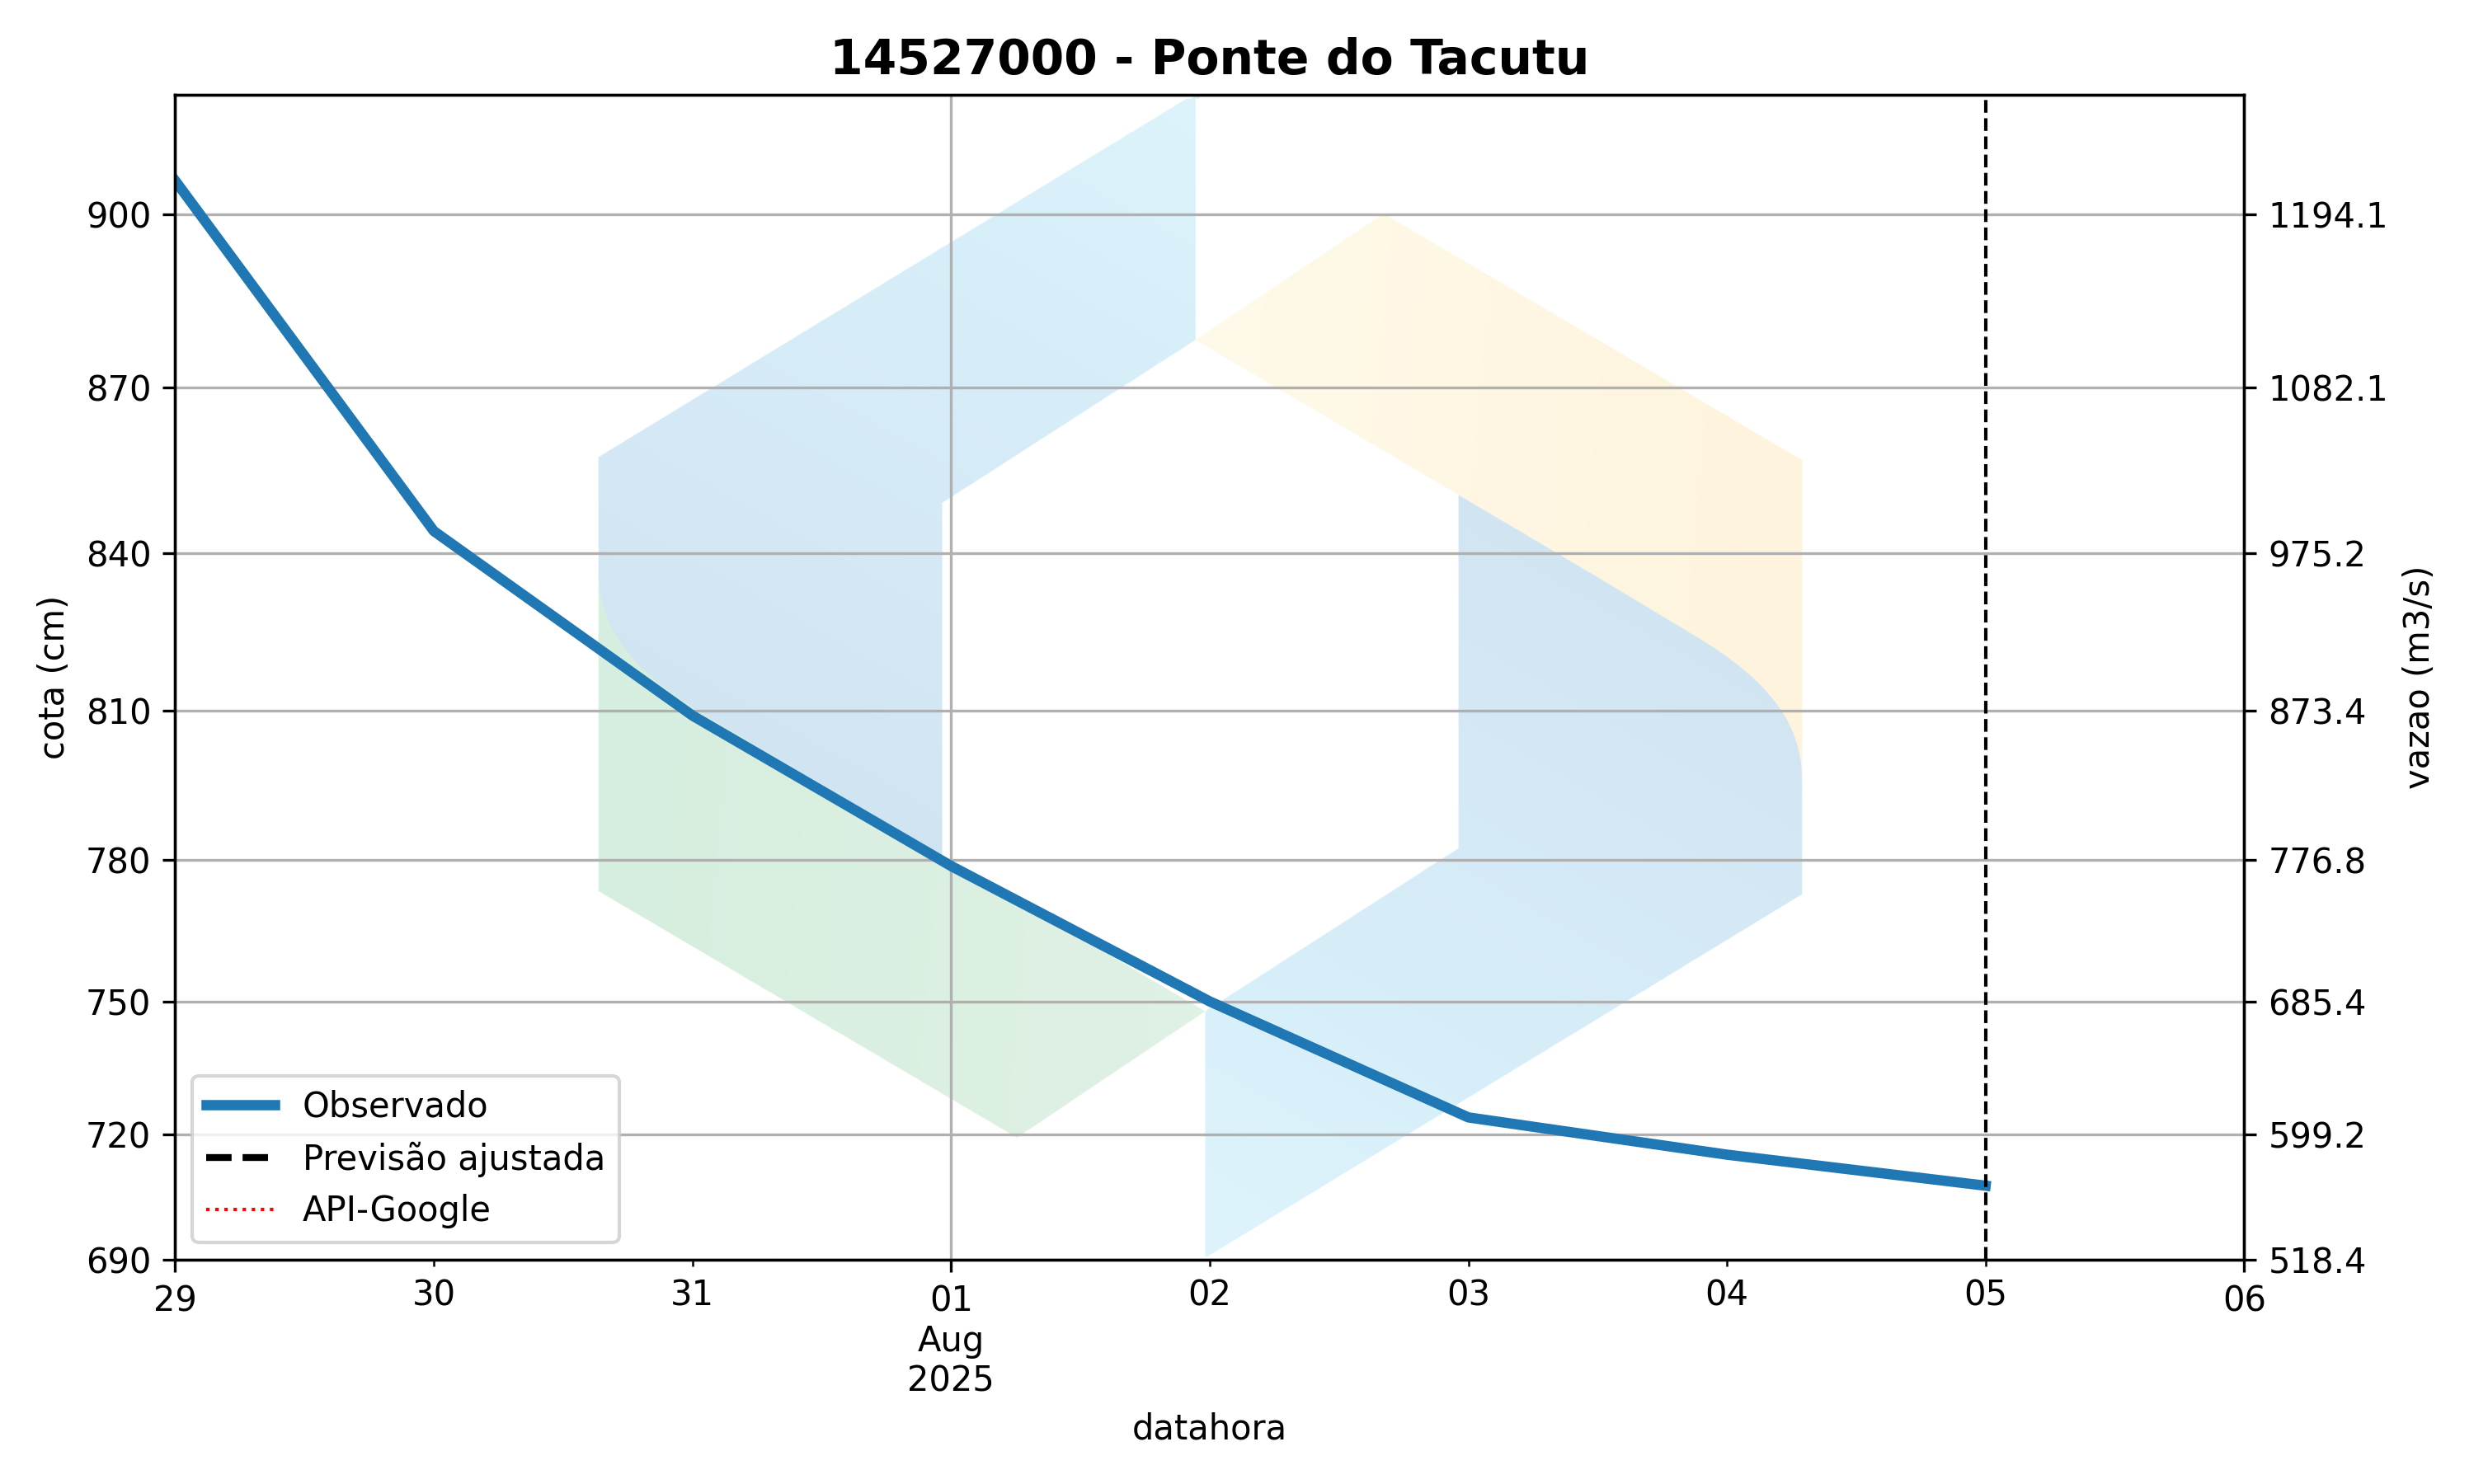 14527000 - Ponte do Tacutu
cota (cm)
900
870
840
810
780
750
720
690
1194.1
1082.1
975.2
873.4
776.8
685.4
599.2
518.4
vazao (m3/s)
Observado
Previsão ajustada
API-Google
29 30 31 01 02 03 04 05 06
Aug
2025
datahora